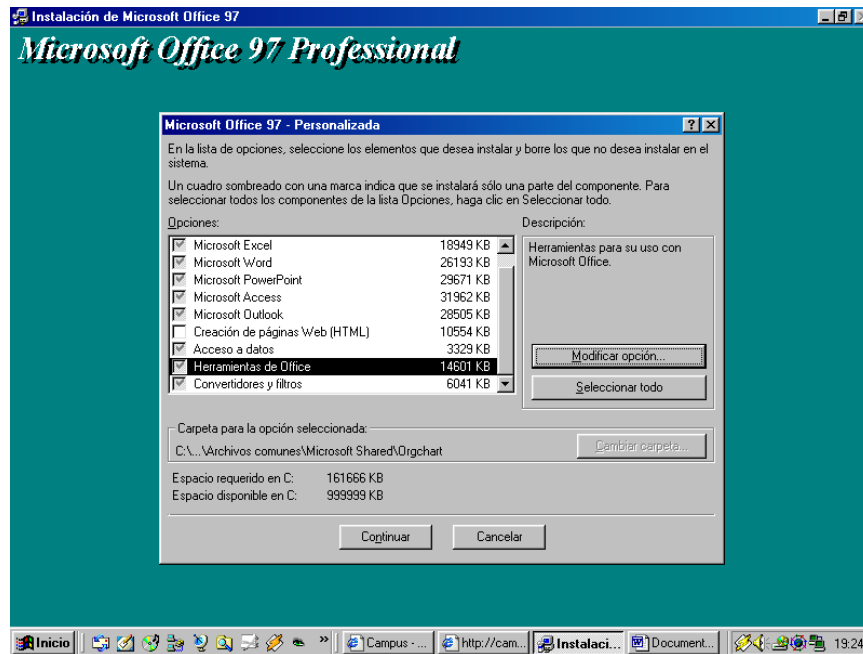 Instalación de Microsoft Office 97
Microsoft Office 97 Professional
Microsoft Office 97 - Personalizada
En la lista de opciones, seleccione los elementos que desea instalar y borre los que no desea instalar en el
sistema.
Un cuadro sombreado con una marca indica que se instalará sólo una parte del componente. Para
seleccionar todos los componentes de la lista Opciones, haga clic en Seleccionar todo.
Opciones:
Descripción:
Microsoft Excel 18949 KB
Microsoft Word 26193 KB
Microsoft PowerPoint 29671 KB
Microsoft Access 31962 KB
Microsoft Outlook 28505 KB
Creación de páginas Web (HTML) 10554 KB
Acceso a datos 3329 KB
Herramientas de Office 14601 KB
Convertidores y filtros 6041 KB
Herramientas para su uso con
Microsoft Office.
Modificar opción...
Seleccionar todo
Carpeta para la opción seleccionada:
C:\...\Archivos comunes\Microsoft Shared\Orgchart
Cambiar carpeta...
Espacio requerido en C: 161666 KB
Espacio disponible en C: 999999 KB
Continuar
Cancelar
Inicio
Campus - ...
http://cam...
Instalaci...
Document...
19:24